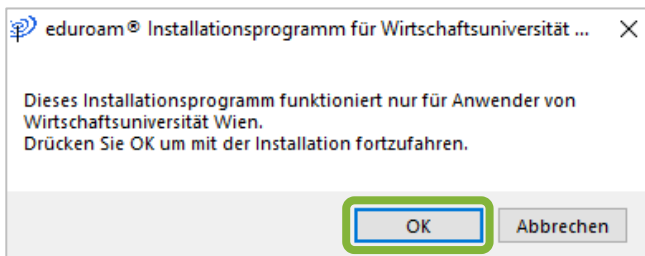 eduroam® Installationsprogramm für Wirtschaftsuniversität ...
Dieses Installationsprogramm funktioniert nur für Anwender von
Wirtschaftsuniversität Wien.
Drücken Sie OK um mit der Installation fortzufahren.
OK
Abbrechen